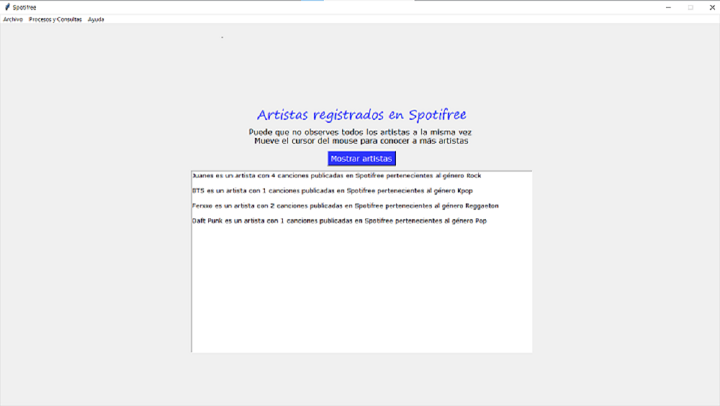 Spotifree
Archivo Procesos y Consultas Ayuda
Artistas registrados en Spotifree
Puede que no observes todos los artistas a la misma vez
Mueve el cursor del mouse para conocer a más artistas
Mostrar artistas
Juanes es un artista con 4 canciones publicadas en Spotifree pertenecientes al género Rock
BTS es un artista con 1 canciones publicadas en Spotifree pertenecientes al género Kpop
Ferxxo es un artista con 2 canciones publicadas en Spotifree pertenecientes al género Reggaeton
Daft Punk es un artista con 1 canciones publicadas en Spotifree pertenecientes al género Pop